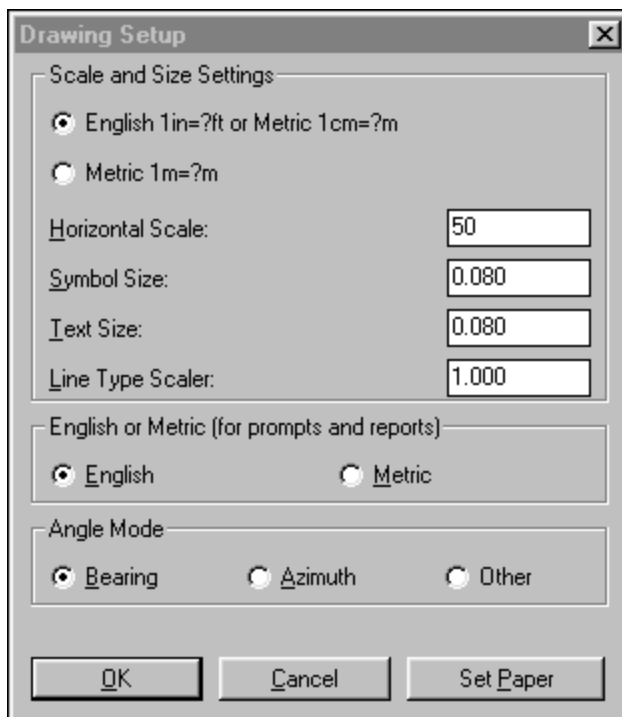 Drawing Setup
Scale and Size Settings
English 1in=?ft or Metric 1cm=?m
Metric 1m=?m
Horizontal Scale: 50
Symbol Size: 0.080
Text Size: 0.080
Line Type Scaler: 1.000
English or Metric (for prompts and reports)
English Metric
Angle Mode
Bearing Azimuth Other
OK Cancel Set Paper